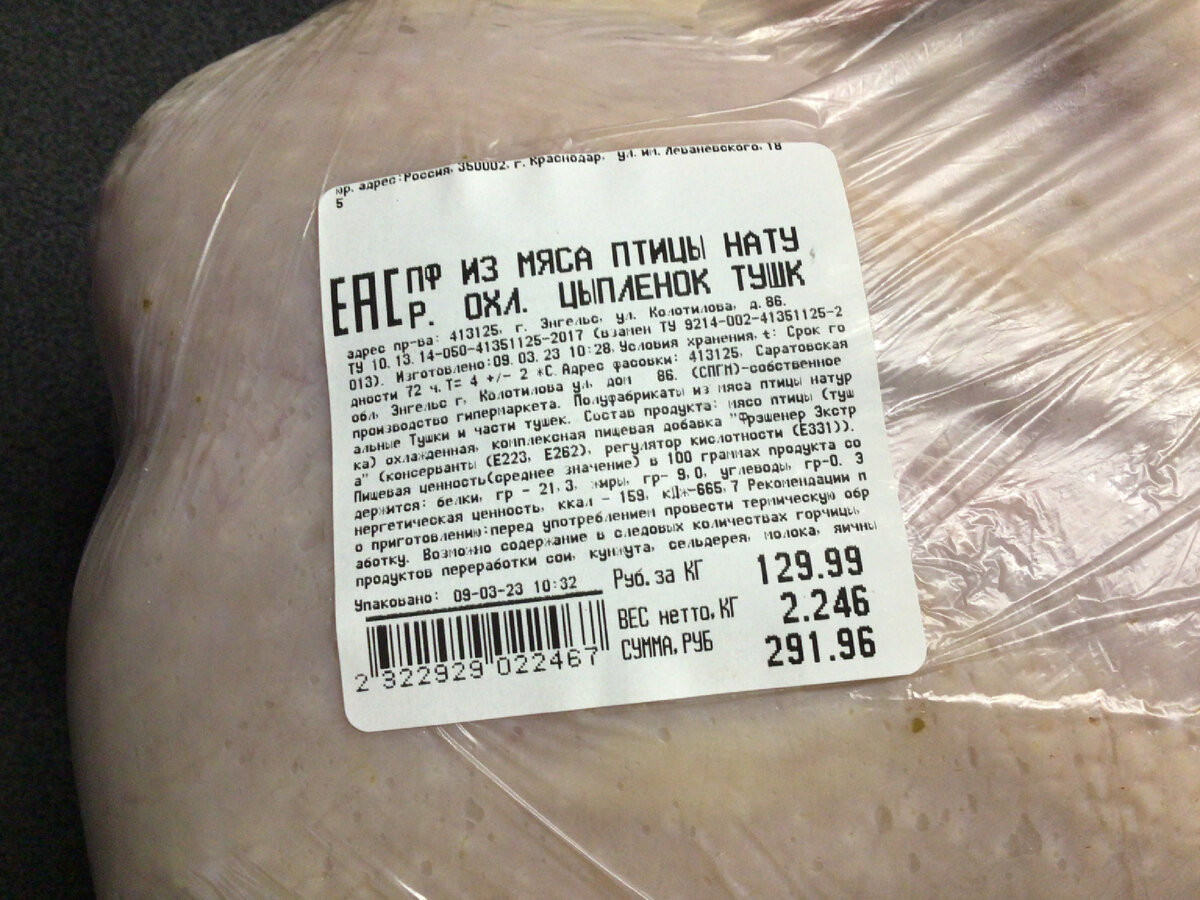 юр. адрес:Россия, 350002, г. Краснодар, ул. им. Леваневского, 18
5
ЕАС ПФ ИЗ МЯСА ПТИЦЫ НАТУ
Р. ОХЛ. ЦЫПЛЕНОК ТУШК
адрес пр-ва: 413125, г. Энгельс, ул. Колотилова, д.86.
ТУ 10.13.14-050-41351125-2017 (взамен ТУ 9214-002-41351125-2
013). Изготовлено:09.03.23 10:28.Условия хранения, t: Срок го
дности 72 ч.Т= 4 +/- 2 *С.Адрес фасовки: 413125, Саратовская
обл, Энгельс г, Колотилова ул, дом 86. (СПГМ)-собственное
производство гипермаркета. Полуфабрикаты из мяса птицы натур
альные Тушки и части тушек. Состав продукта: мясо птицы (туш
ка) охлажденная, комплексная пищевая добавка "Фрэшенер Экстр
а" (консерванты (Е223, Е262), регулятор кислотности (Е331)).
Пищевая ценность(среднее значение) в 100 граммах продукта со
держится: белки, гр - 21,3, жиры, гр- 9,0, углеводы, гр-0. Э
нергетическая ценность, ккал - 159, кДж-665,7 Рекомендации п
о приготовлению:перед употреблением провести термическую обр
аботку. Возможно содержание в следовых количествах горчицы,
продуктов переработки сои, кунжута, сельдерея, молока, яичны
Упаковано: 09-03-23 10:32
Руб. за КГ 129.99
ВЕС нетто, КГ 2.246
СУММА, РУБ 291.96
2 322929 022467